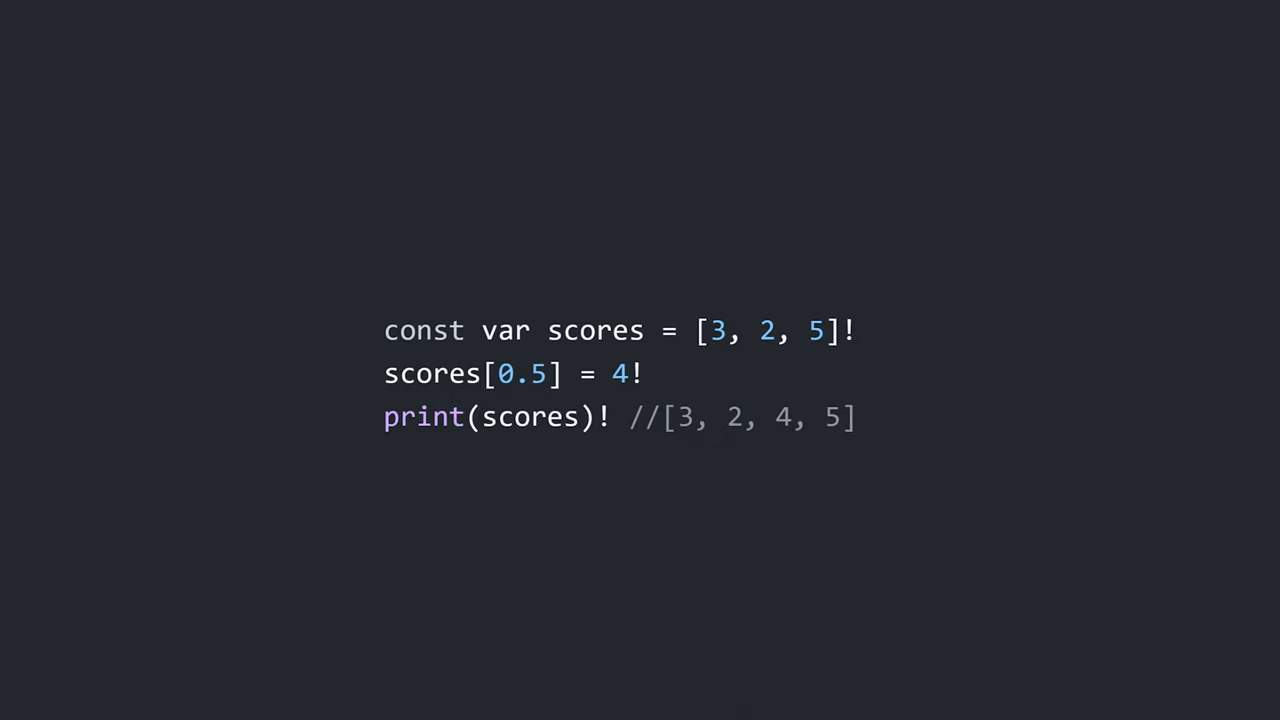 const var scores = [3, 2, 5]!
scores[0.5] = 4!
print(scores)! //[3, 2, 4, 5]